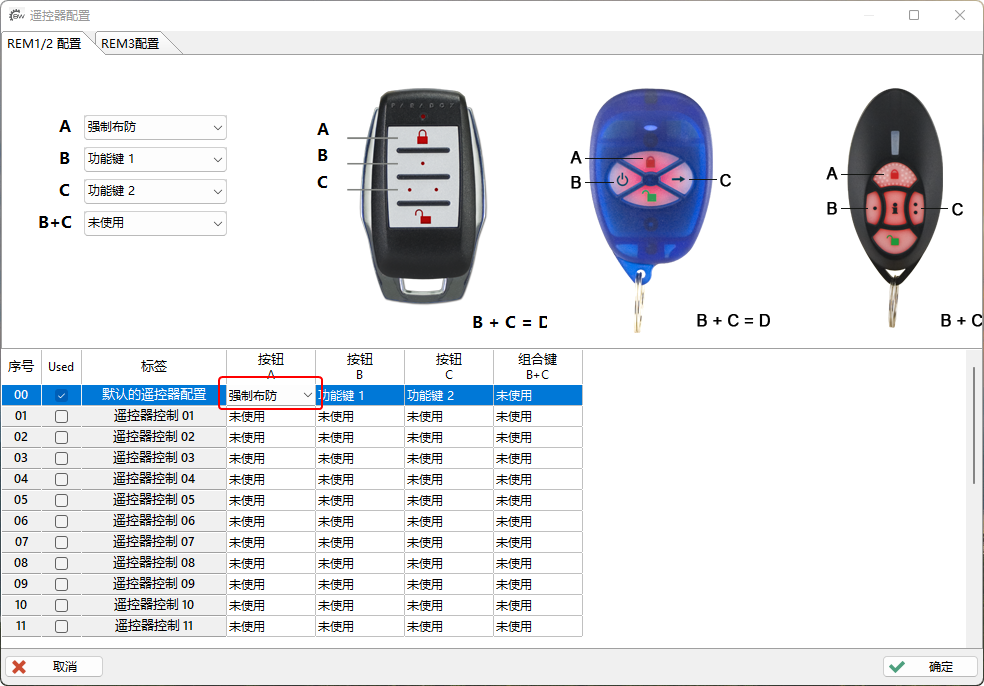 遥控器配置
REM1/2 配置 REM3配置
A 强制布防
B 功能键 1
C 功能键 2
B+C 未使用
PARADOX
A
B
C
B + C = D
A
B
C
B + C = D
A
B
C
B + C
序号 Used 标签 按钮 A 按钮 B 按钮 C 组合键 B+C
00 默认的遥控器配置 强制布防 功能键 1 功能键 2 未使用
01 遥控器控制 01 未使用 未使用 未使用 未使用
02 遥控器控制 02 未使用 未使用 未使用 未使用
03 遥控器控制 03 未使用 未使用 未使用 未使用
04 遥控器控制 04 未使用 未使用 未使用 未使用
05 遥控器控制 05 未使用 未使用 未使用 未使用
06 遥控器控制 06 未使用 未使用 未使用 未使用
07 遥控器控制 07 未使用 未使用 未使用 未使用
08 遥控器控制 08 未使用 未使用 未使用 未使用
09 遥控器控制 09 未使用 未使用 未使用 未使用
10 遥控器控制 10 未使用 未使用 未使用 未使用
11 遥控器控制 11 未使用 未使用 未使用 未使用
取消 确定